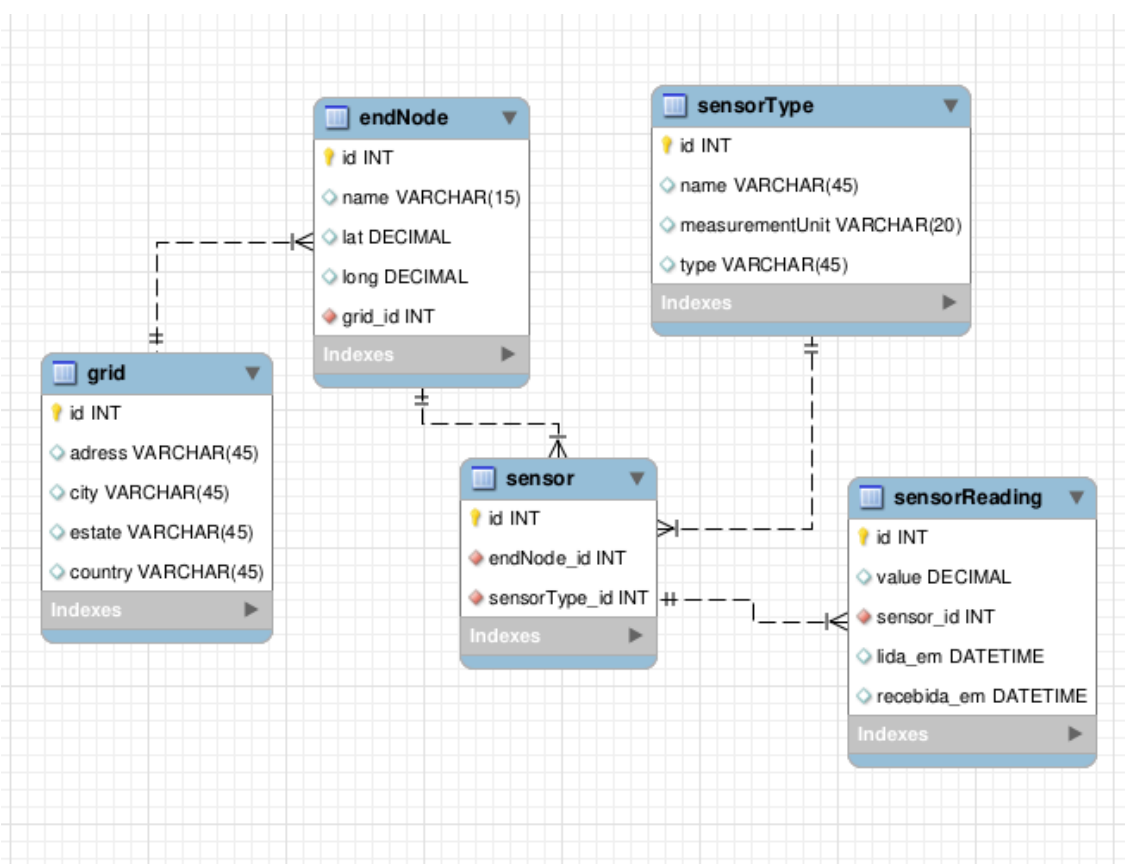 endNode
id INT
name VARCHAR(15)
lat DECIMAL
long DECIMAL
grid_id INT
Indexes
sensorType
id INT
name VARCHAR(45)
measurementUnit VARCHAR(20)
type VARCHAR(45)
Indexes
grid
id INT
adress VARCHAR(45)
city VARCHAR(45)
estate VARCHAR(45)
country VARCHAR(45)
Indexes
sensor
id INT
endNode_id INT
sensorType_id INT
Indexes
sensorReading
id INT
value DECIMAL
sensor_id INT
lida_em DATETIME
recebida_em DATETIME
Indexes